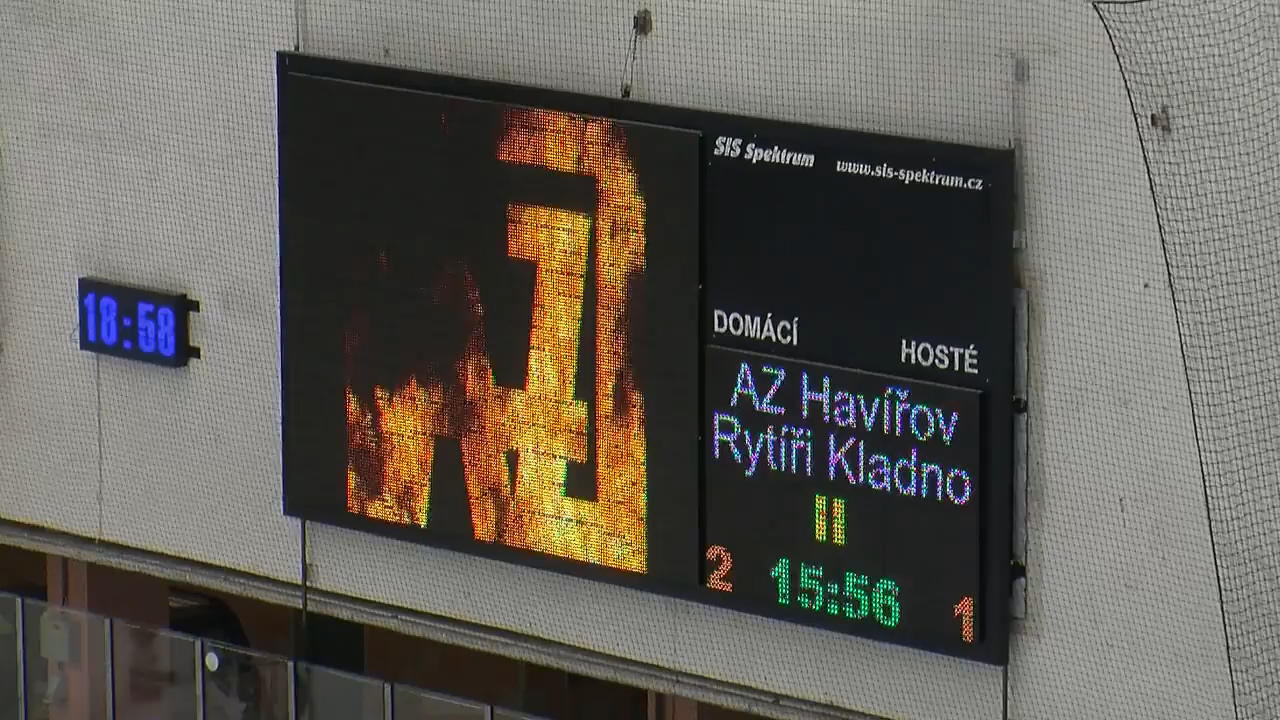 SIS Spektrum www.sis-spektrum.cz
18:58
DOMÁCÍ HOSTÉ
AZ Havířov
Rytíři Kladno
II
2 15:56 1